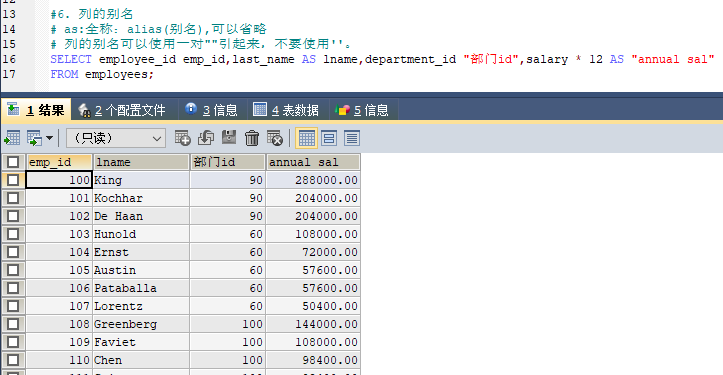 12
13 #6. 列的别名
14 # as:全称: alias(别名),可以省略
15 # 列的别名可以使用一对""引起来，不要使用''。
16 SELECT employee_id emp_id,last_name AS lname,department_id "部门id",salary * 12 AS "annual sal"
17 FROM employees;
1 结果 2 个配置文件 3 信息 4 表数据 5 信息
（只读）
emp_id lname 部门id annual sal
100 King 90 288000.00
101 Kochhar 90 204000.00
102 De Haan 90 204000.00
103 Hunold 60 108000.00
104 Ernst 60 72000.00
105 Austin 60 57600.00
106 Pataballa 60 57600.00
107 Lorentz 60 50400.00
108 Greenberg 100 144000.00
109 Faviet 100 108000.00
110 Chen 100 98400.00